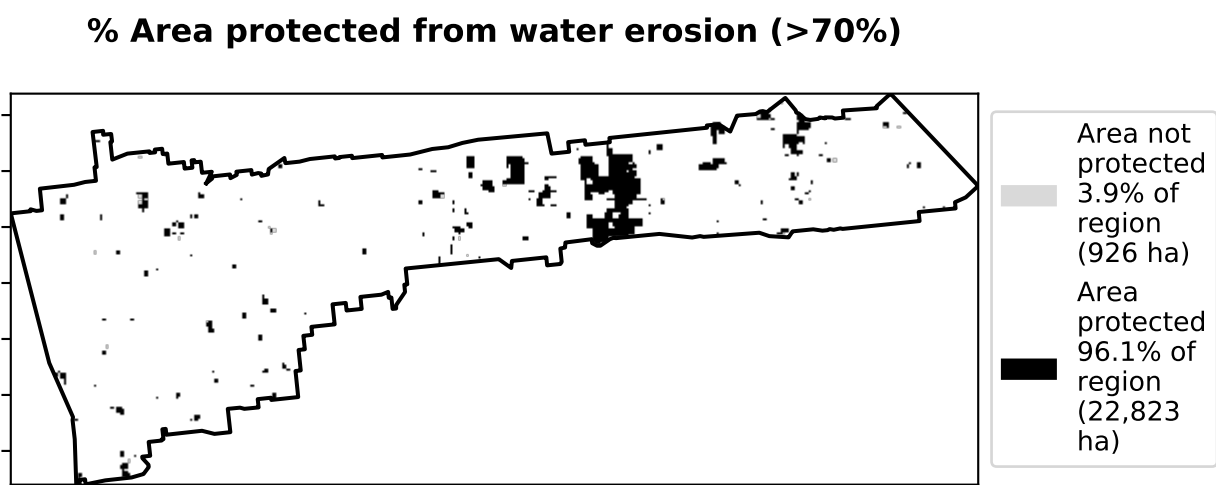 % Area protected from water erosion (>70%)
Area not
protected
3.9% of
region
(926 ha)
Area
protected
96.1% of
region
(22,823
ha)